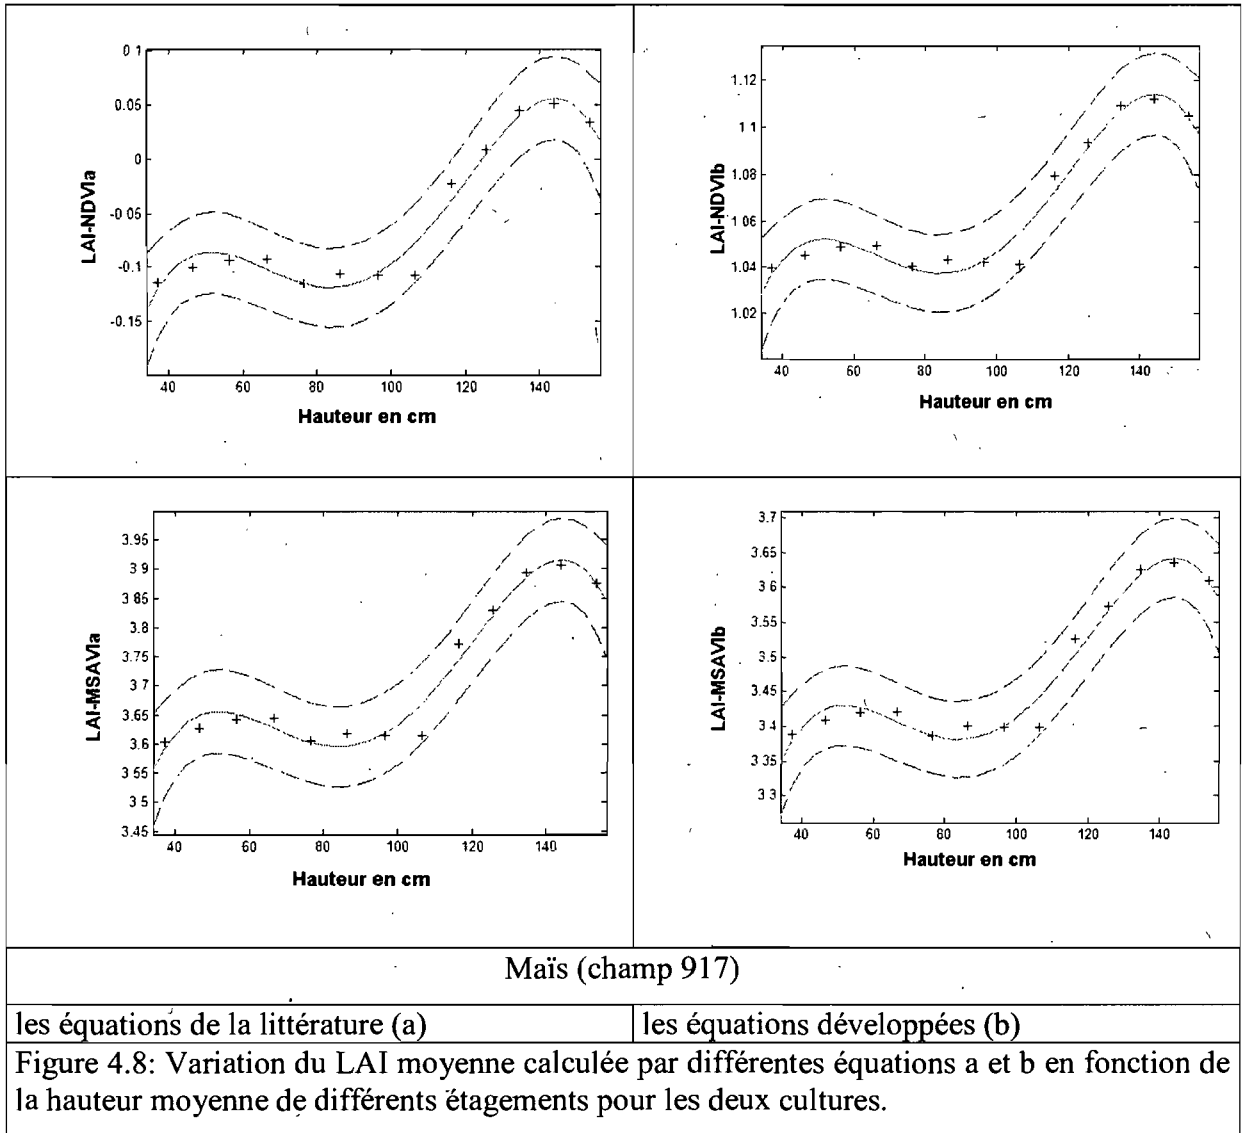 0 1
0.05
0
-0.05
-0.1
-0.15
LAI-NDVIa
40 60 80 100 120 140
Hauteur en cm
1.12
1.1
1.08
1 06
1.04
1.02
LAI-NDVIb
40 60 80 100 120 140
Hauteur en cm
3.95
3.9
3.85
3.8
3.75
3.7
3.65
3.6
3.55
3 5
3.45
LAI-MSAVIa
40 60 80 100 120 140
Hauteur en cm
3.7
3.65
3.6
3.55
3.5
3.45
3.4
3.35
3 3
LAI-MSAVIb
40 60 80 100 120 140
Hauteur en cm
Maïs (champ 917)
les équations de la littérature (a)
les équations développées (b)
Figure 4.8: Variation du LAI moyenne calculée par différentes équations a et b en fonction de
la hauteur moyenne de différents étagements pour les deux cultures.